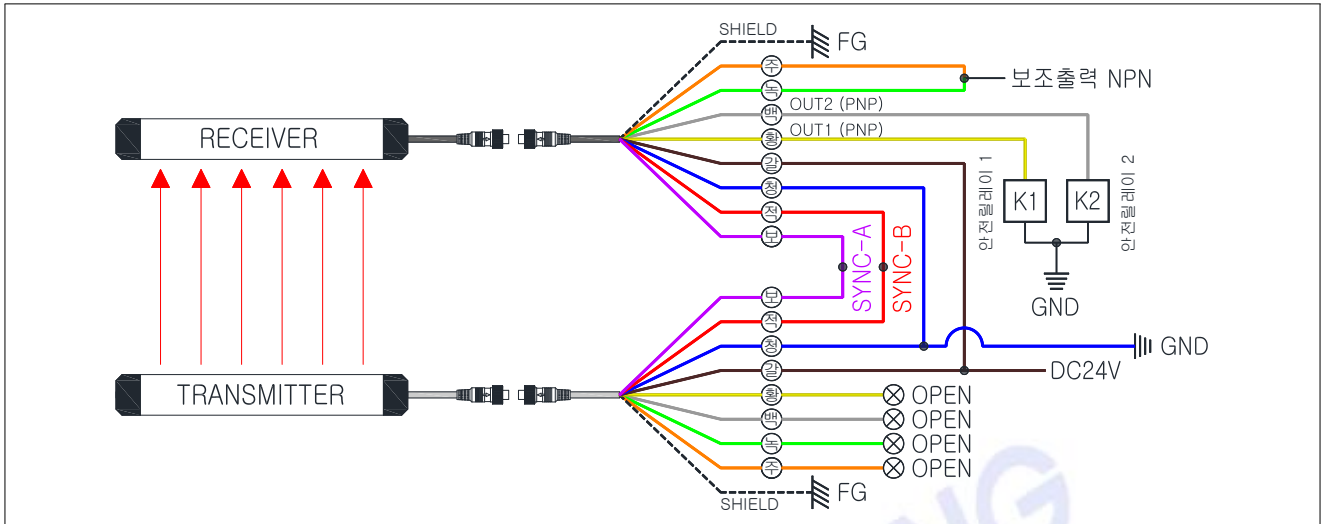 SHIELD
FG
주
보조출력 NPN
녹
백
OUT2 (PNP)
황
OUT1 (PNP)
갈
청
적
보
RECEIVER
안전릴레이 1
K1
K2
안전릴레이 2
GND
SYNC-A
SYNC-B
보
적
청
GND
갈
DC24V
TRANSMITTER
황
OPEN
백
OPEN
녹
OPEN
주
OPEN
SHIELD
FG